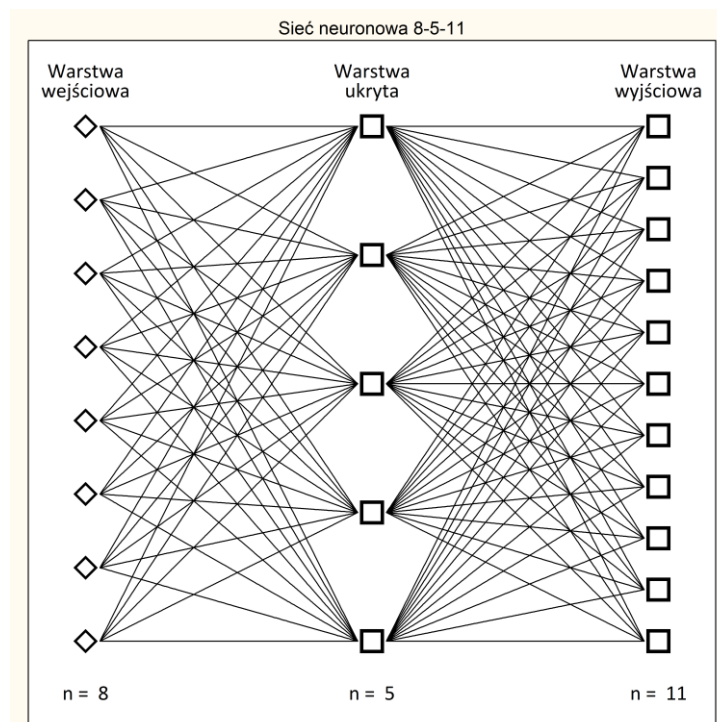 Sieć neuronowa 8-5-11
Warstwa
wejściowa
Warstwa
ukryta
Warstwa
wyjściowa
n = 8
n = 5
n = 11